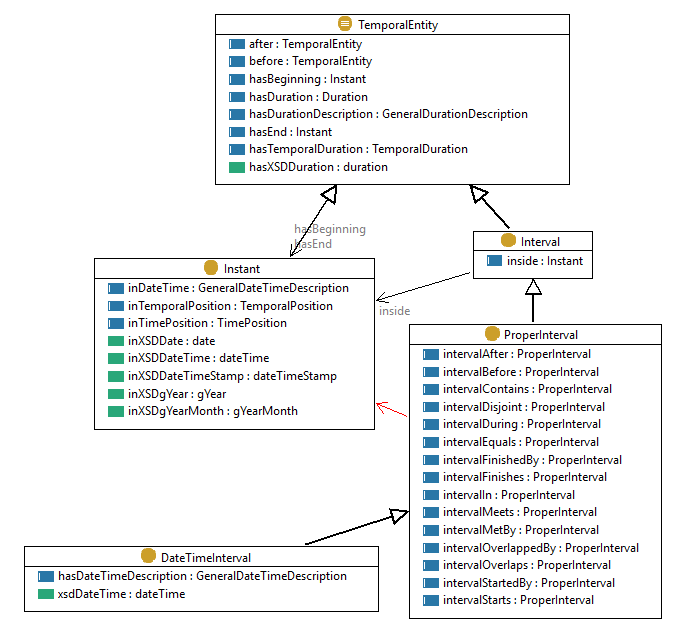 TemporalEntity
after : TemporalEntity
before : TemporalEntity
hasBeginning : Instant
hasDuration : Duration
hasDurationDescription : GeneralDurationDescription
hasEnd : Instant
hasTemporalDuration : TemporalDuration
hasXSDDuration : duration
hasBeginning
hasEnd
Interval
inside : Instant
Instant
inDateTime : GeneralDateTimeDescription
inTemporalPosition : TemporalPosition
inTimePosition : TimePosition
inXSDDate : date
inXSDDateTime : dateTime
inXSDDateTimeStamp : dateTimeStamp
inXSDgYear : gYear
inXSDgYearMonth : gYearMonth
inside
ProperInterval
intervalAfter : ProperInterval
intervalBefore : ProperInterval
intervalContains : ProperInterval
intervalDisjoint : ProperInterval
intervalDuring : ProperInterval
intervalEquals : ProperInterval
intervalFinishedBy : ProperInterval
intervalFinishes : ProperInterval
intervalIn : ProperInterval
intervalMeets : ProperInterval
intervalMetBy : ProperInterval
intervalOverlappedBy : ProperInterval
intervalOverlaps : ProperInterval
intervalStartedBy : ProperInterval
intervalStarts : ProperInterval
DateTimeInterval
hasDateTimeDescription : GeneralDateTimeDescription
xsdDateTime : dateTime